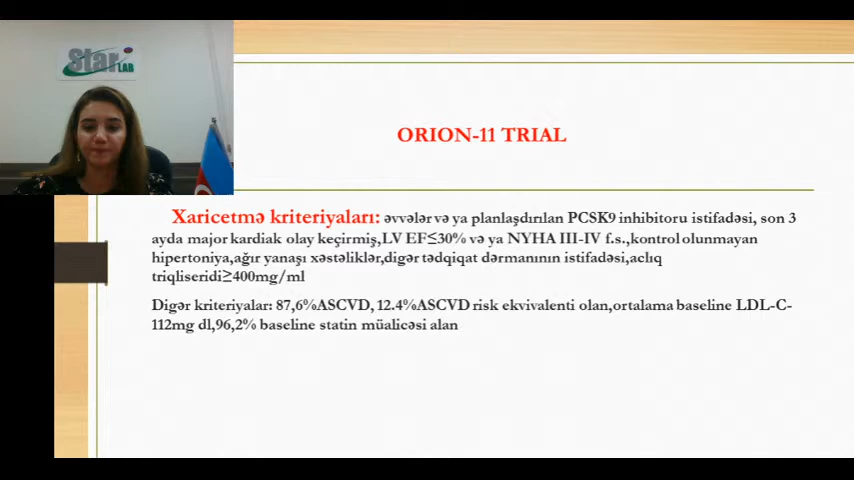 Star
LAB
ORION-11 TRIAL
Xaricetmə kriteriyaları: əvvələr və ya planlaşdırılan PCSK9 inhibitoru istifadəsi, son 3
ayda major kardiak olay keçirmiş,LV EF≤30% və ya NYHA III-IV f.s.,kontrol olunmayan
hipertoniya,ağır yanaşı xəstəliklər,digər tədqiqat dərmanının istifadəsi,aclıq
triqliseridi≥400mg/ml
Digər kriteriyalar: 87,6%ASCVD, 12.4%ASCVD risk ekvivalenti olan,ortalama baseline LDL-C-
112mg dl,96,2% baseline statin müalicəsi alan